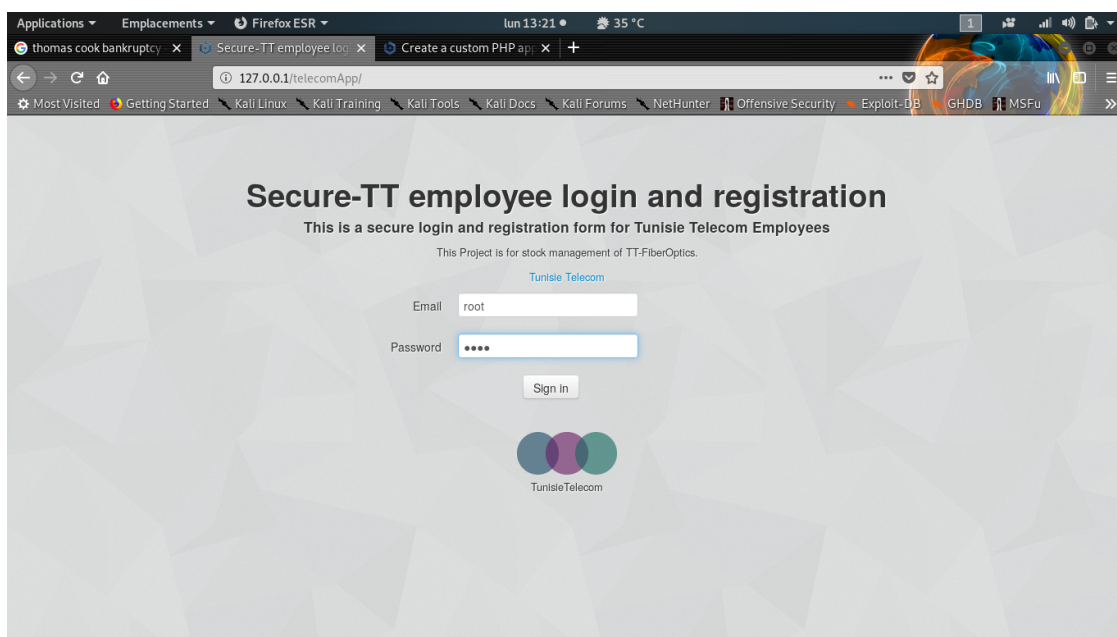 Applications Emplacements Firefox ESR lun 13:21 35 °C 1
thomas cook bankruptcy Secure-TT employee log Create a custom PHP app
127.0.0.1/telecomApp/
Most Visited Getting Started Kali Linux Kali Training Kali Tools Kali Docs Kali Forums NetHunter Offensive Security Exploit-DB GHDB MSFu
Secure-TT employee login and registration
This is a secure login and registration form for Tunisie Telecom Employees
This Project is for stock management of TT-FiberOptics.
Tunisie Telecom
Email root
Password ••••
Sign in
TunisieTelecom